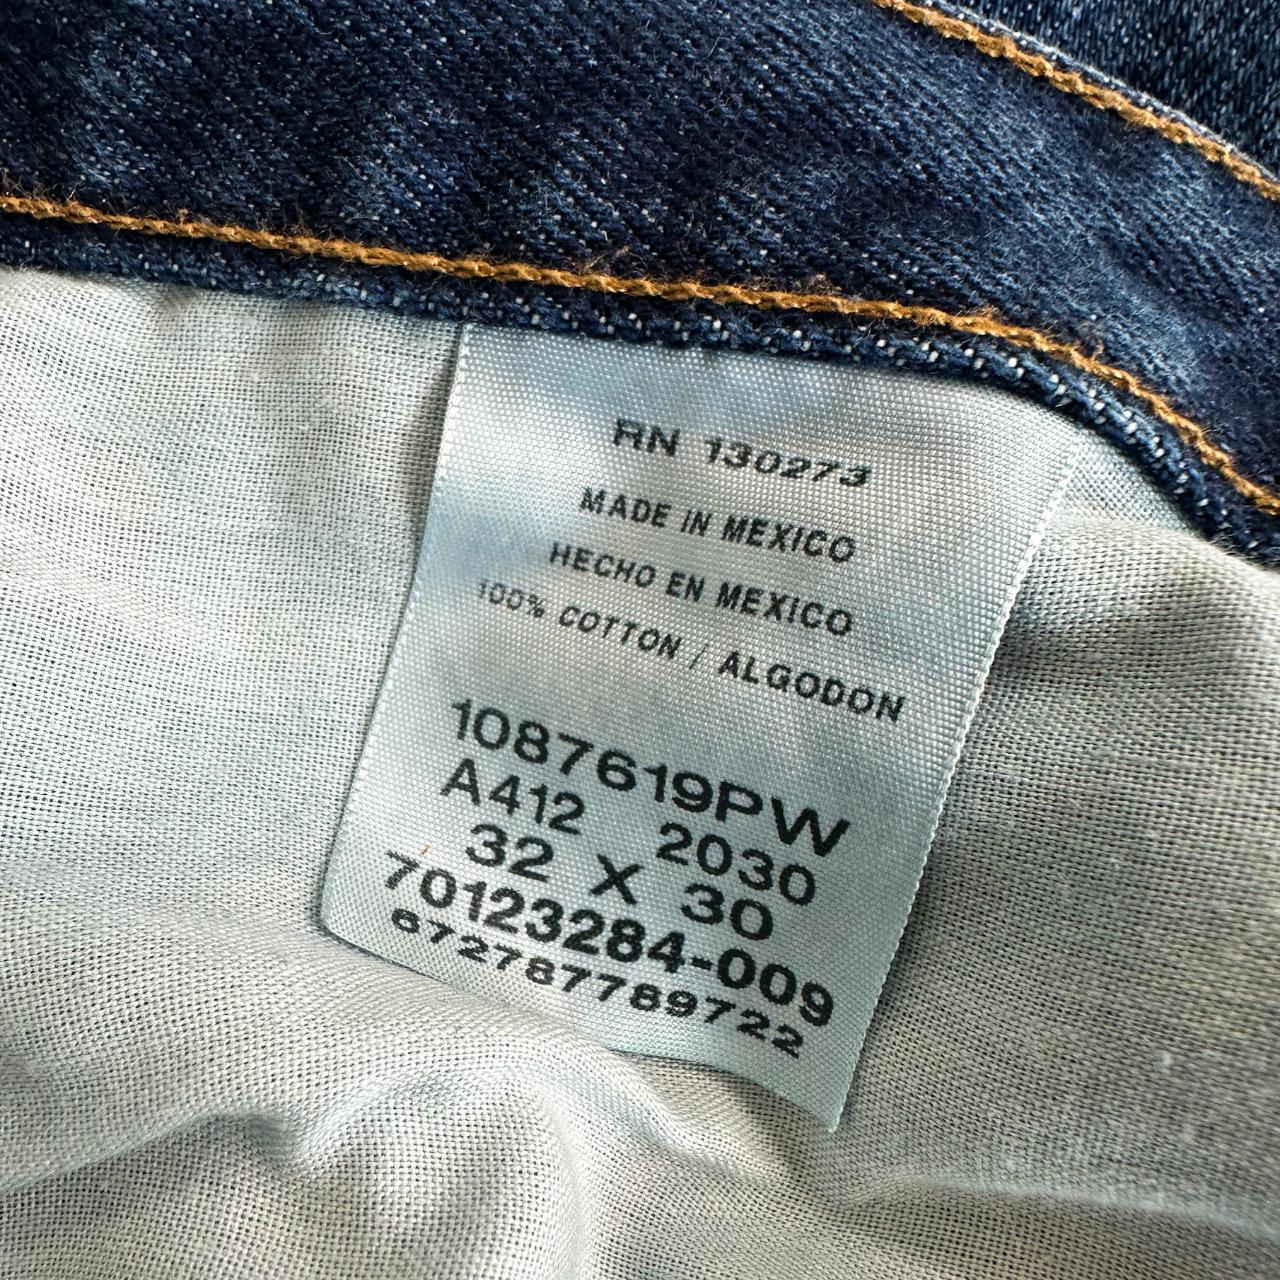 RN 130273
MADE IN MEXICO
HECHO EN MEXICO
100% COTTON / ALGODON
1087619PW
A412 2030
32 X 30
70123284-009
672787789722